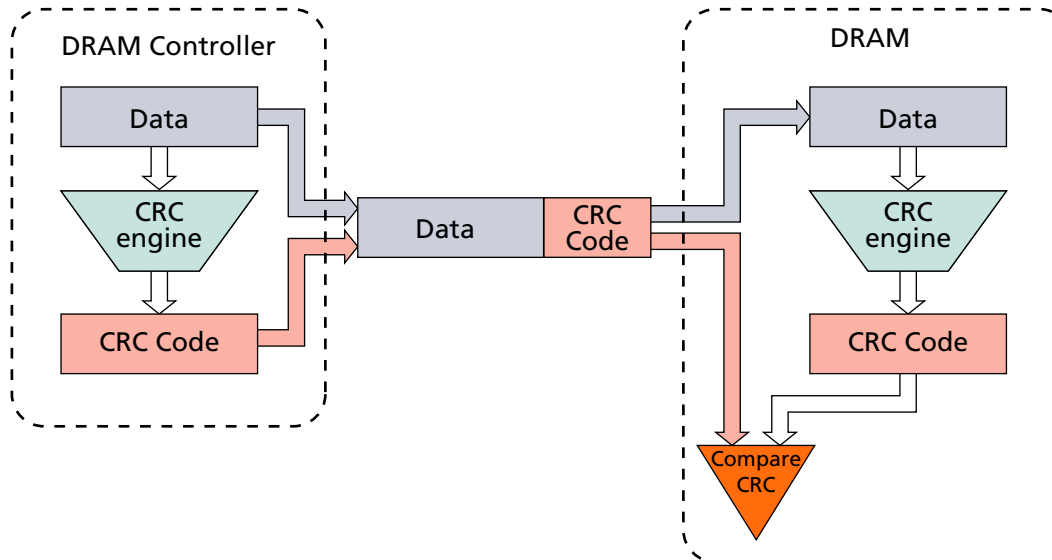 DRAM Controller
Data
CRC
engine
CRC Code
Data
CRC
Code
DRAM
Data
CRC
engine
CRC Code
Compare
CRC